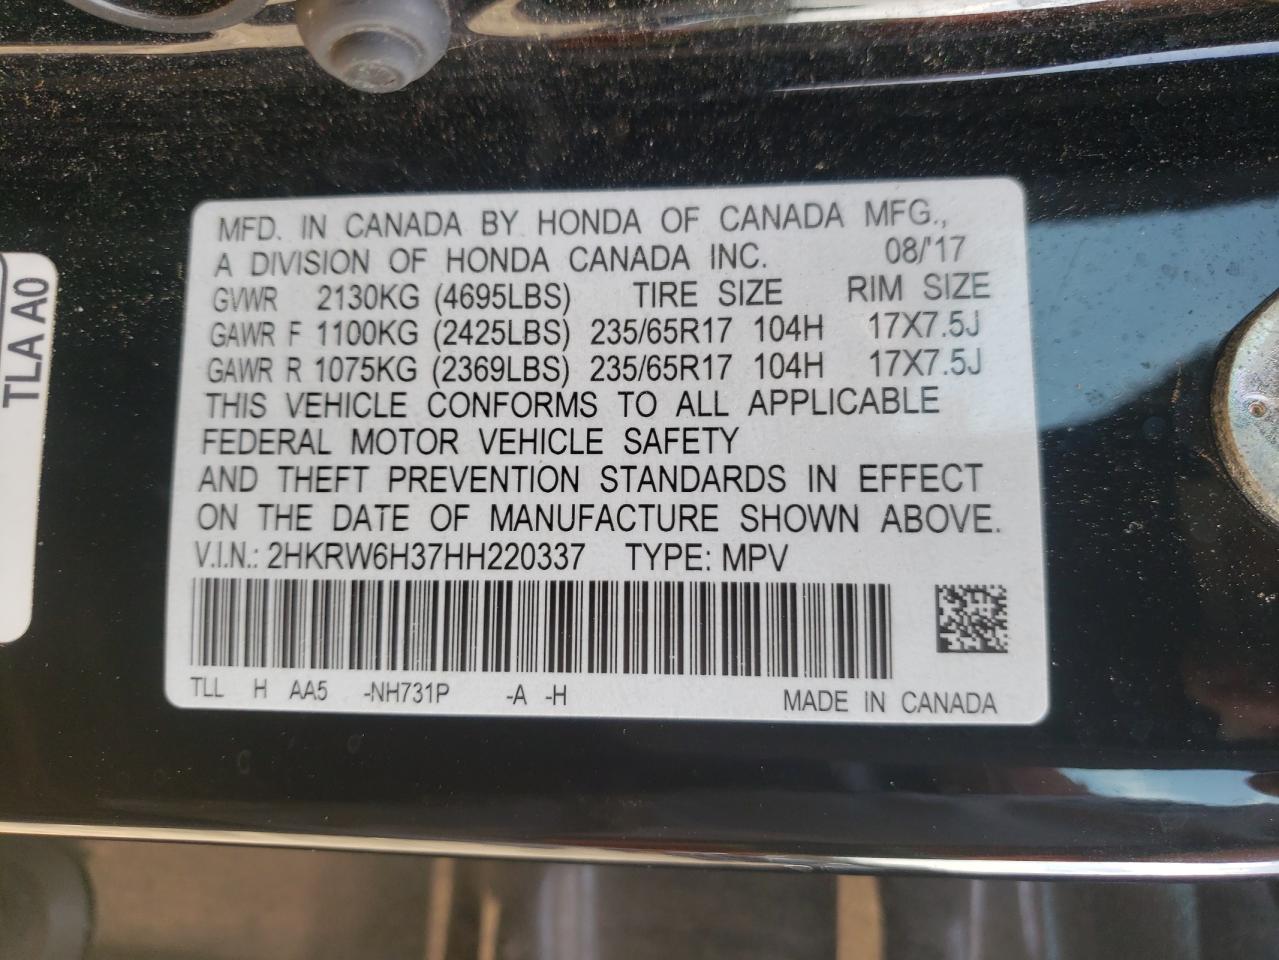 MFD. IN CANADA BY HONDA OF CANADA MFG.,
A DIVISION OF HONDA CANADA INC. 08/'17
GVWR 2130KG (4695LBS) TIRE SIZE RIM SIZE
GAWR F 1100KG (2425LBS) 235/65R17 104H 17X7.5J
GAWR R 1075KG (2369LBS) 235/65R17 104H 17X7.5J
THIS VEHICLE CONFORMS TO ALL APPLICABLE
FEDERAL MOTOR VEHICLE SAFETY
AND THEFT PREVENTION STANDARDS IN EFFECT
ON THE DATE OF MANUFACTURE SHOWN ABOVE.
V.I.N.: 2HKRW6H37HH220337 TYPE: MPV
TLL H AA5 -NH731P -A -H MADE IN CANADA
TLA A0